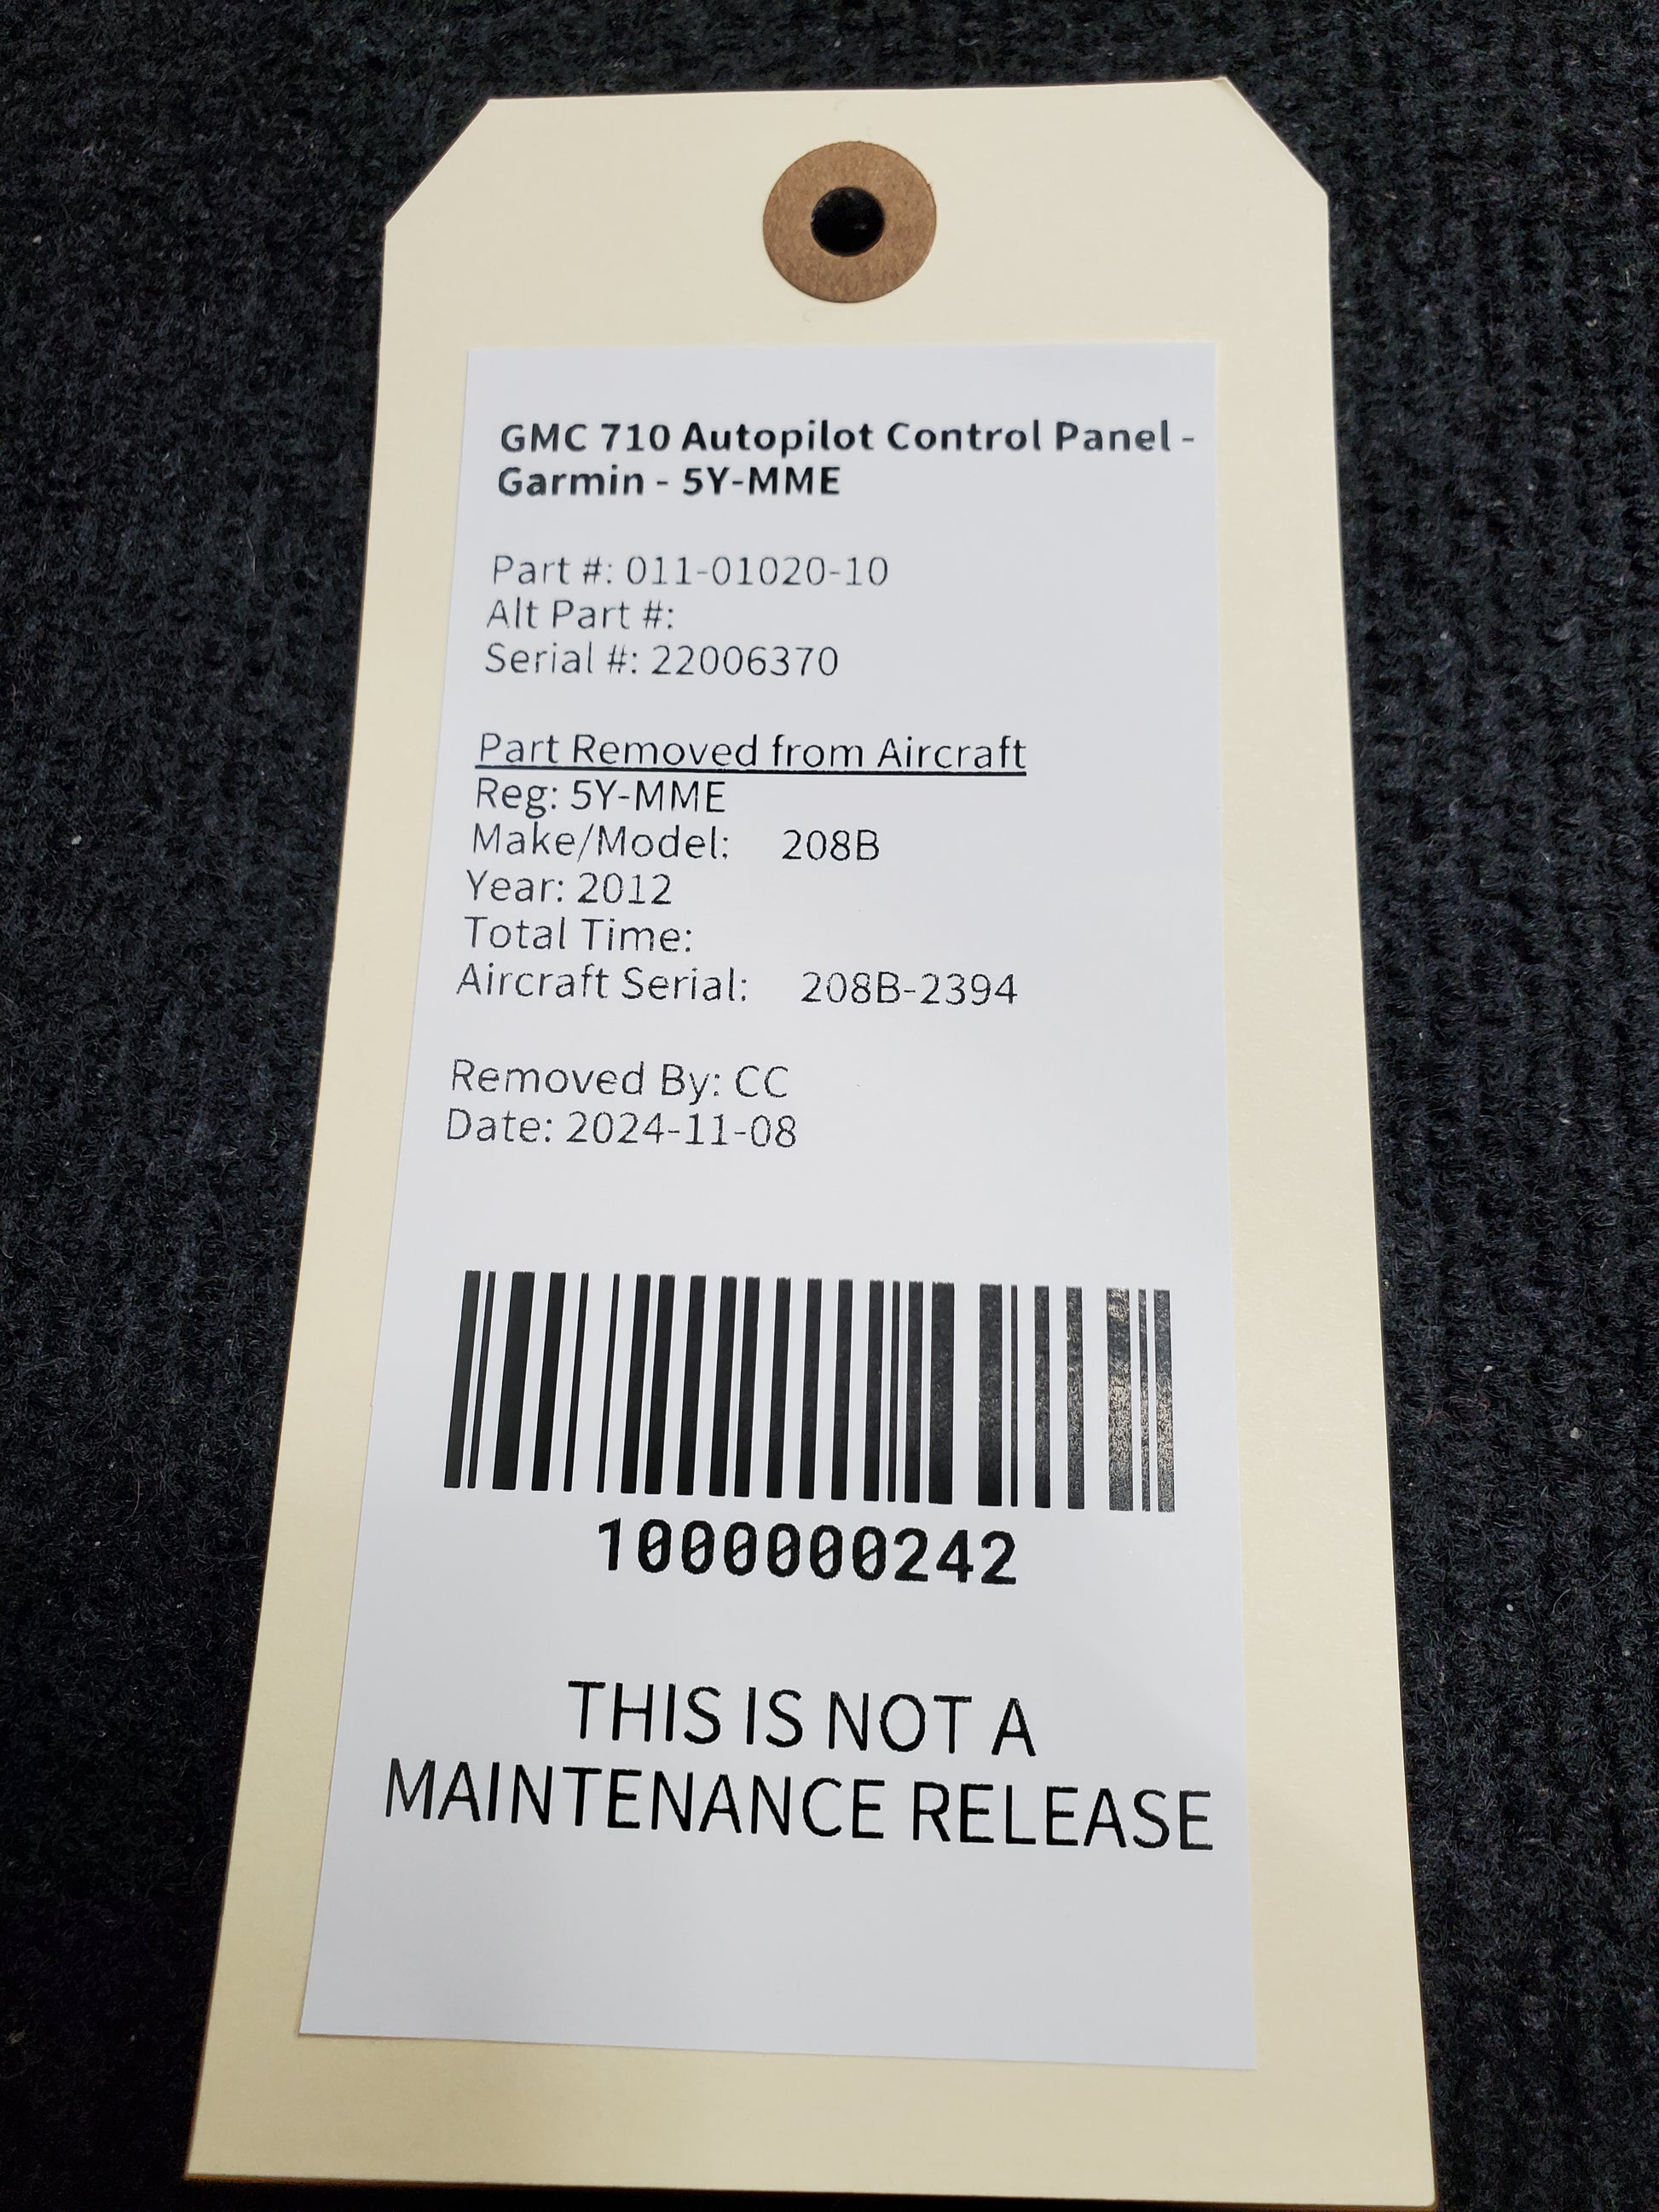 GMC 710 Autopilot Control Panel -
Garmin - 5Y-MME
Part #: 011-01020-10
Alt Part #:
Serial #: 22006370
Part Removed from Aircraft
Reg: 5Y-MME
Make/Model: 208B
Year: 2012
Total Time:
Aircraft Serial: 208B-2394
Removed By: CC
Date: 2024-11-08
1000000242
THIS IS NOT A
MAINTENANCE RELEASE